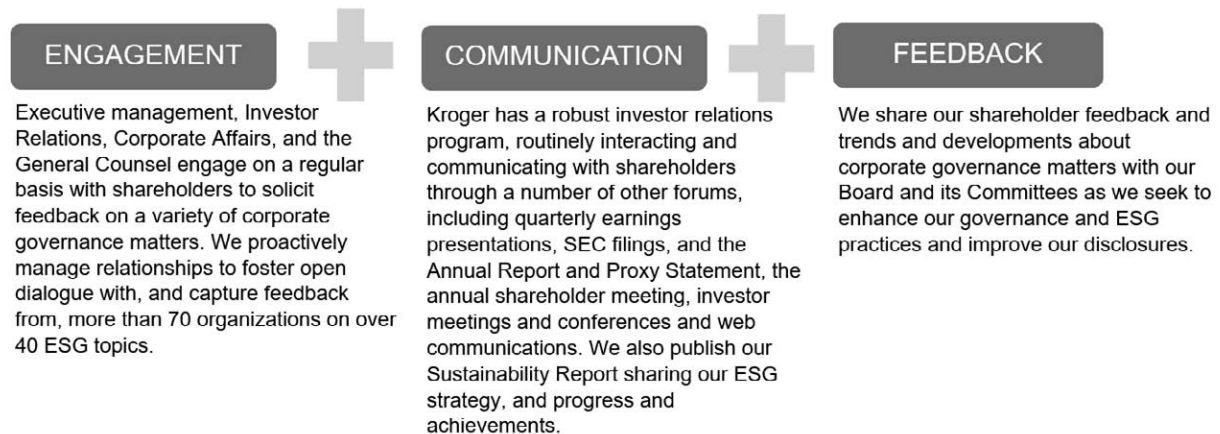 ENGAGEMENT
Executive management, Investor
Relations, Corporate Affairs, and the
General Counsel engage on a regular
basis with shareholders to solicit
feedback on a variety of corporate
governance matters. We proactively
manage relationships to foster open
dialogue with, and capture feedback
from, more than 70 organizations on over
40 ESG topics.
COMMUNICATION
Kroger has a robust investor relations
program, routinely interacting and
communicating with shareholders
through a number of other forums,
including quarterly earnings
presentations, SEC filings, and the
Annual Report and Proxy Statement, the
annual shareholder meeting, investor
meetings and conferences and web
communications. We also publish our
Sustainability Report sharing our ESG
strategy, and progress and
achievements.
FEEDBACK
We share our shareholder feedback and
trends and developments about
corporate governance matters with our
Board and its Committees as we seek to
enhance our governance and ESG
practices and improve our disclosures.